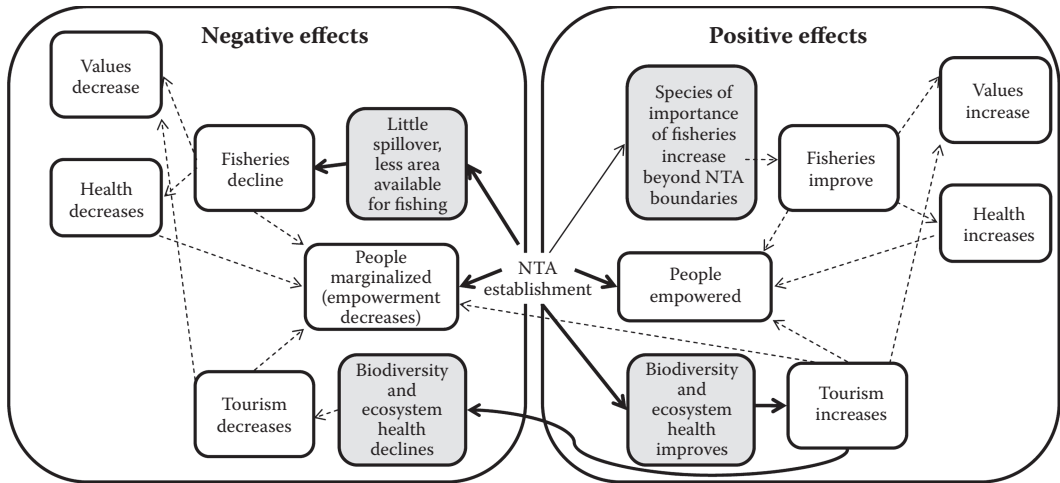 Negative effects
Values
decrease
Health
decreases
Fisheries
decline
Little
spillover,
less area
available
for fishing
People
marginalized
(empowerment
decreases)
Tourism
decreases
Biodiversity
and
ecosystem
health
declines
NTA
establishment
Positive effects
Species of
importance
of fisheries
increase
beyond NTA
boundaries
Fisheries
improve
Values
increase
Health
increases
People
empowered
Biodiversity
and
ecosystem
health
improves
Tourism
increases